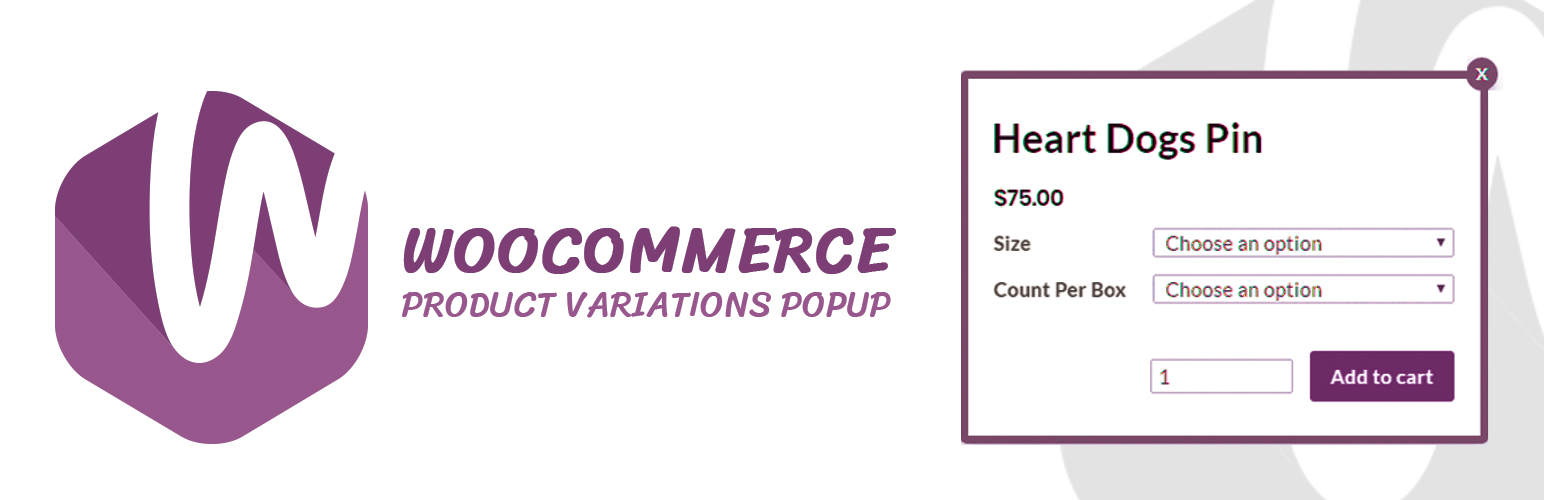 WOOCOMMERCE
PRODUCT VARIATIONS POPUP
X
Heart Dogs Pin
$75.00
Size Choose an option
Count Per Box Choose an option
1 Add to cart